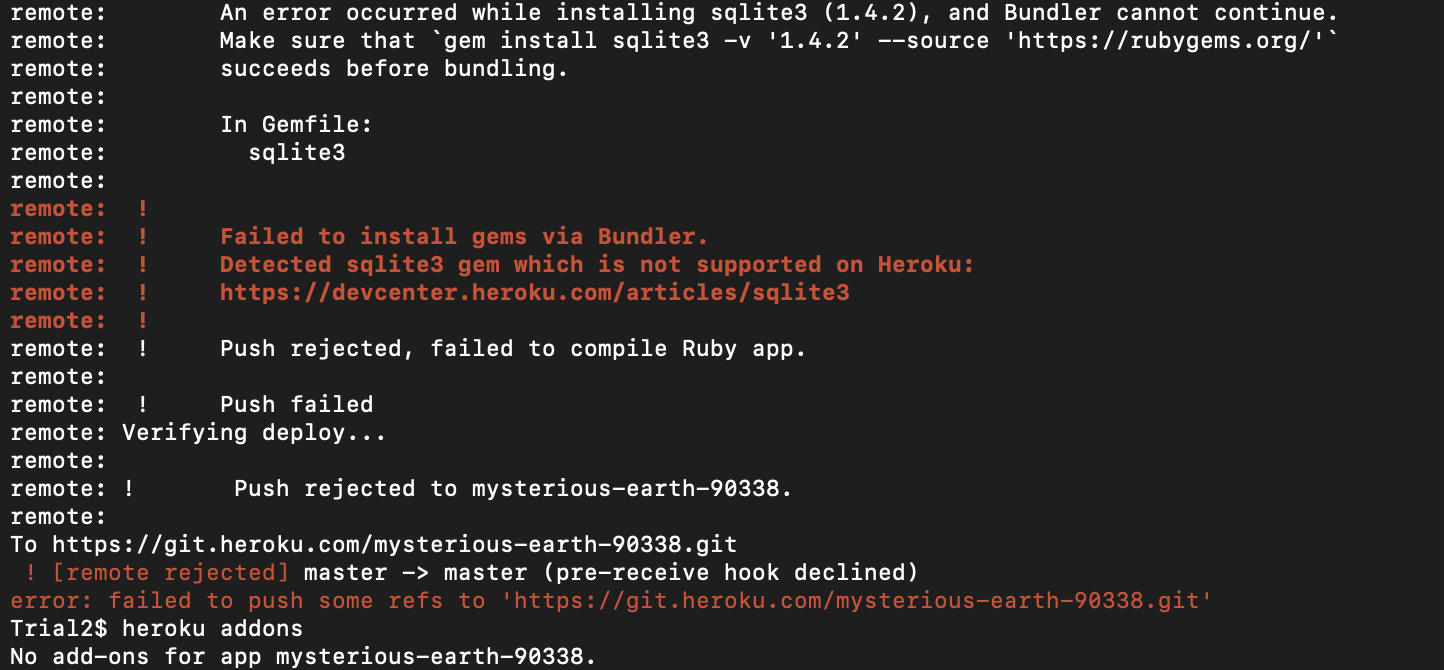 remote:        An error occurred while installing sqlite3 (1.4.2), and Bundler cannot continue.
remote:        Make sure that `gem install sqlite3 -v '1.4.2' --source 'https://rubygems.org/'`
remote:        succeeds before bundling.
remote:
remote:        In Gemfile:
remote:          sqlite3
remote:
remote:  !
remote:  !     Failed to install gems via Bundler.
remote:  !     Detected sqlite3 gem which is not supported on Heroku:
remote:  !     https://devcenter.heroku.com/articles/sqlite3
remote:  !
remote:  !     Push rejected, failed to compile Ruby app.
remote:
remote:  !     Push failed
remote: Verifying deploy...
remote:
remote: !       Push rejected to mysterious-earth-90338.
remote:
To https://git.heroku.com/mysterious-earth-90338.git
 ! [remote rejected] master -> master (pre-receive hook declined)
error: failed to push some refs to 'https://git.heroku.com/mysterious-earth-90338.git'
Trial2$ heroku addons
No add-ons for app mysterious-earth-90338.